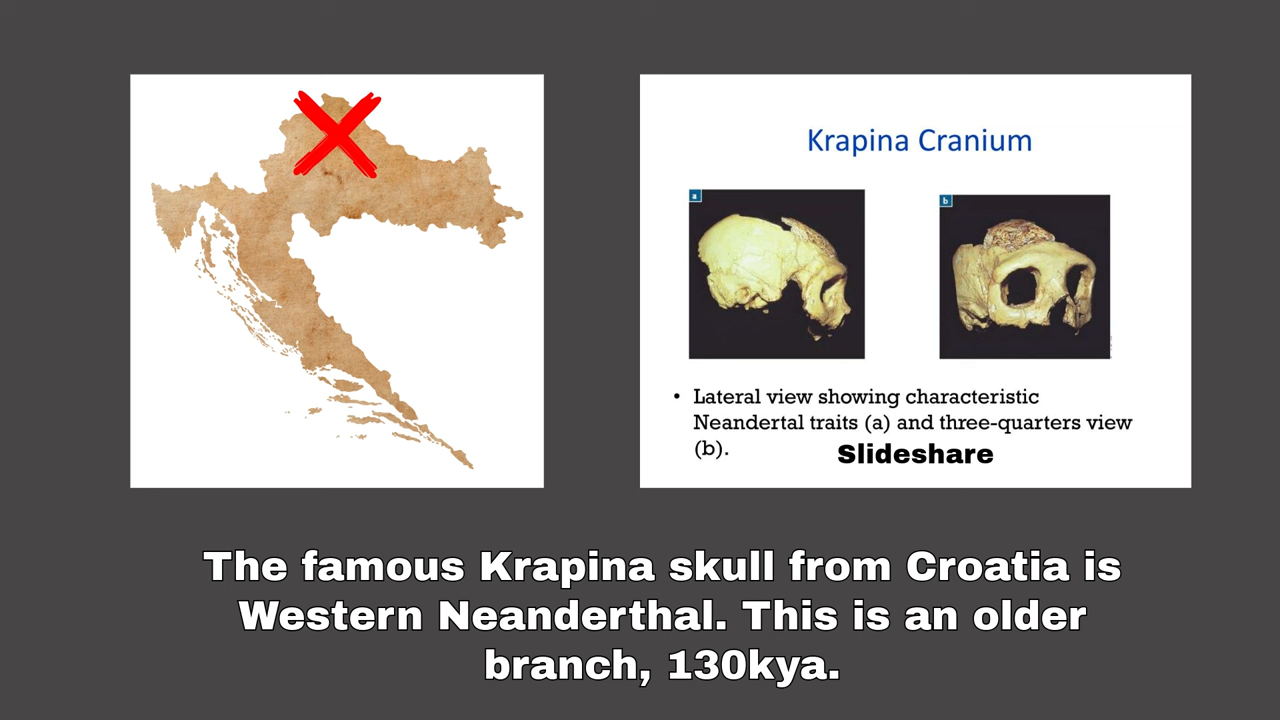 Krapina Cranium
a
b
• Lateral view showing characteristic
Neandertal traits (a) and three-quarters view
(b).
Slideshare
The famous Krapina skull from Croatia is
Western Neanderthal. This is an older
branch, 130kya.